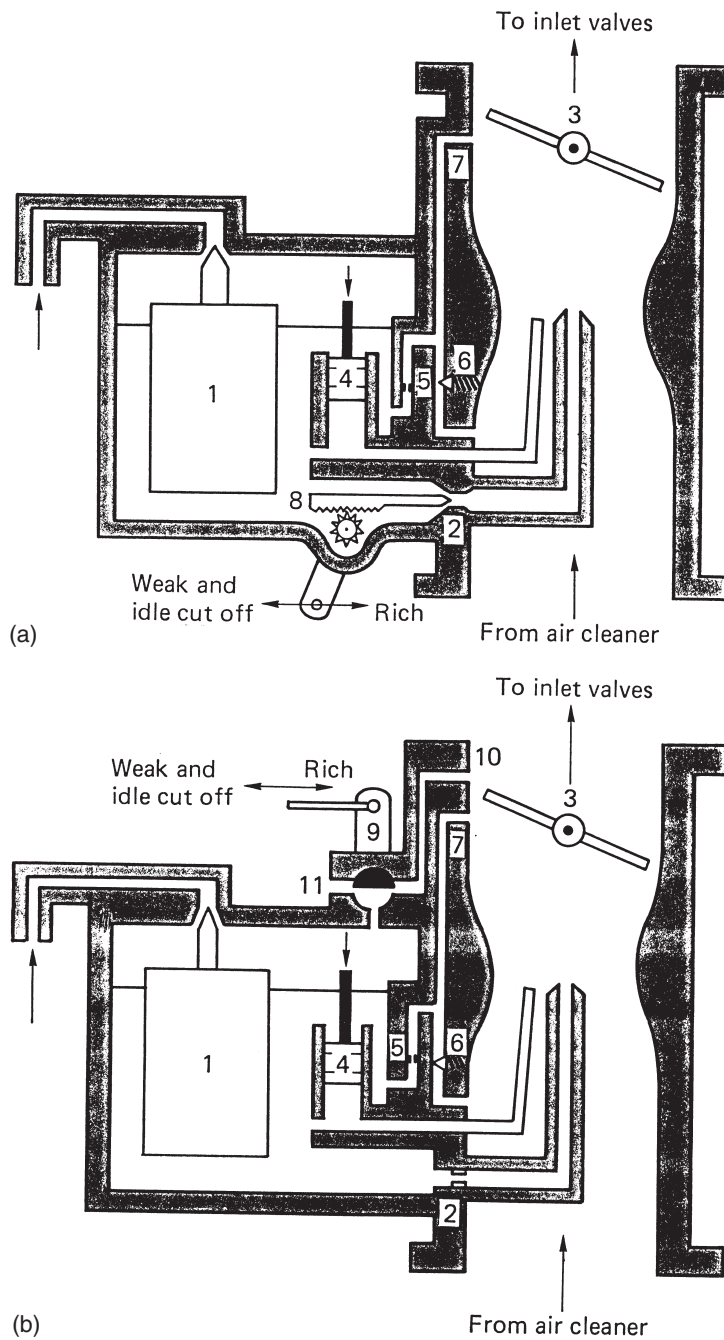 To inlet valves
3
7
6
5
4
1
8
2
Weak and
idle cut off
Rich
From air cleaner
(a)
To inlet valves
10
Weak and
idle cut off
Rich
3
9
7
11
6
5
4
1
2
From air cleaner
(b)